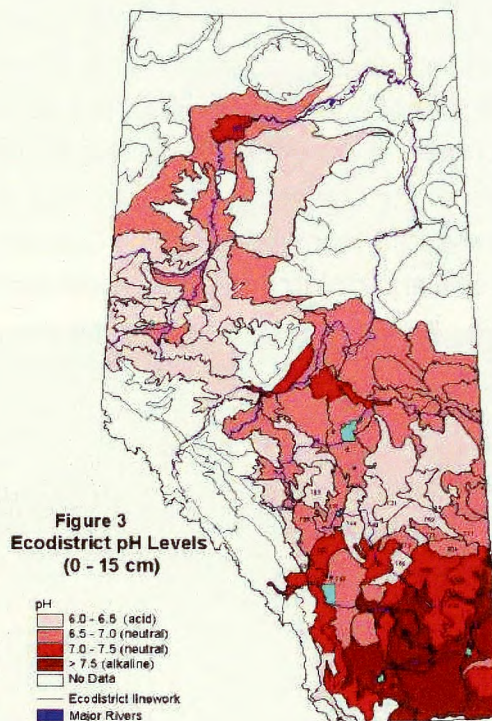 Figure 3
Ecodistrict pH Levels
(0 - 15 cm)
pH
6.0 - 6.5 (acid)
6.5 - 7.0 (neutral)
7.0 - 7.5 (neutral)
> 7.5 (alkaline)
No Data
Ecodistrict linework
Major Rivers